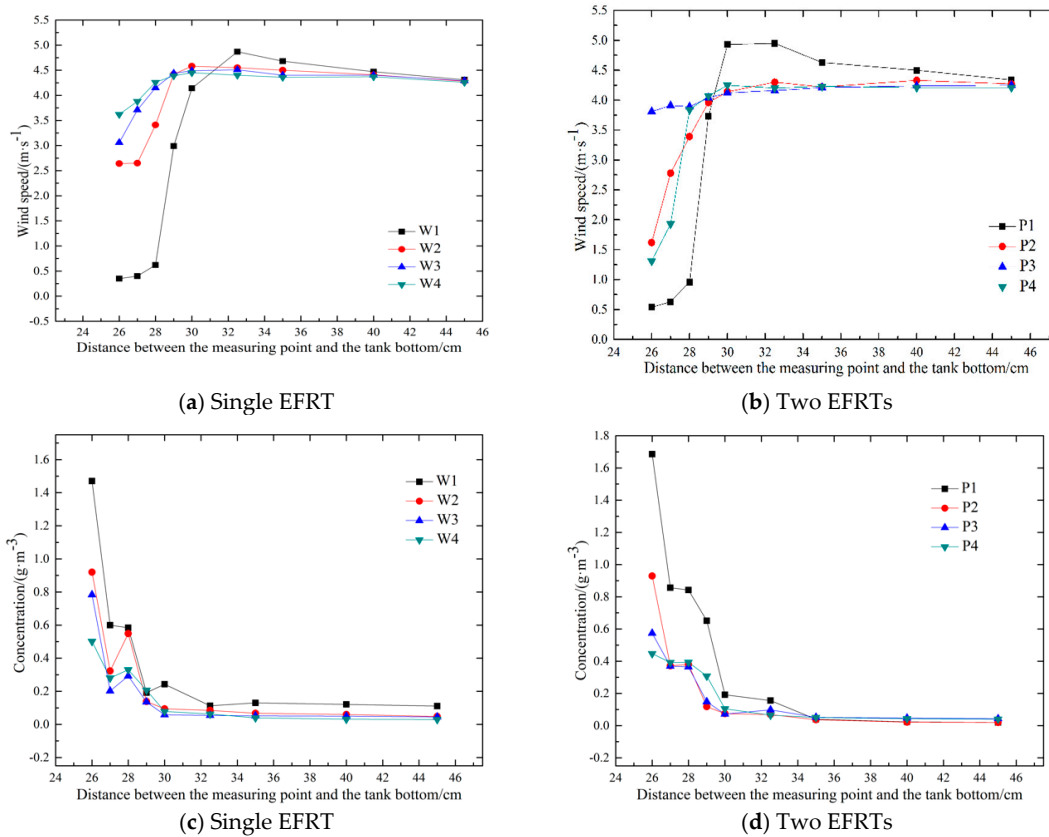 5.5
5.0
4.5
4.0
3.5
3.0
2.5
2.0
1.5
1.0
0.5
0.0
-0.5
Wind speed/(m·s⁻¹)
W1
W2
W3
W4
24 26 28 30 32 34 36 38 40 42 44 46
Distance between the measuring point and the tank bottom/cm
(a) Single EFRT
5.5
5.0
4.5
4.0
3.5
3.0
2.5
2.0
1.5
1.0
0.5
0.0
Wind speed/(m·s⁻¹)
P1
P2
P3
P4
24 26 28 30 32 34 36 38 40 42 44 46
Distance between the measuring point and the tank bottom/cm
(b) Two EFRTs
1.6
1.4
1.2
1.0
0.8
0.6
0.4
0.2
0.0
-0.2
Concentration/(g·m⁻³)
W1
W2
W3
W4
24 26 28 30 32 34 36 38 40 42 44 46
Distance between the measuring point and the tank bottom/cm
(c) Single EFRT
1.8
1.6
1.4
1.2
1.0
0.8
0.6
0.4
0.2
0.0
-0.2
Concentration/(g·m⁻³)
P1
P2
P3
P4
24 26 28 30 32 34 36 38 40 42 44 46
Distance between the measuring point and the tank bottom/cm
(d) Two EFRTs